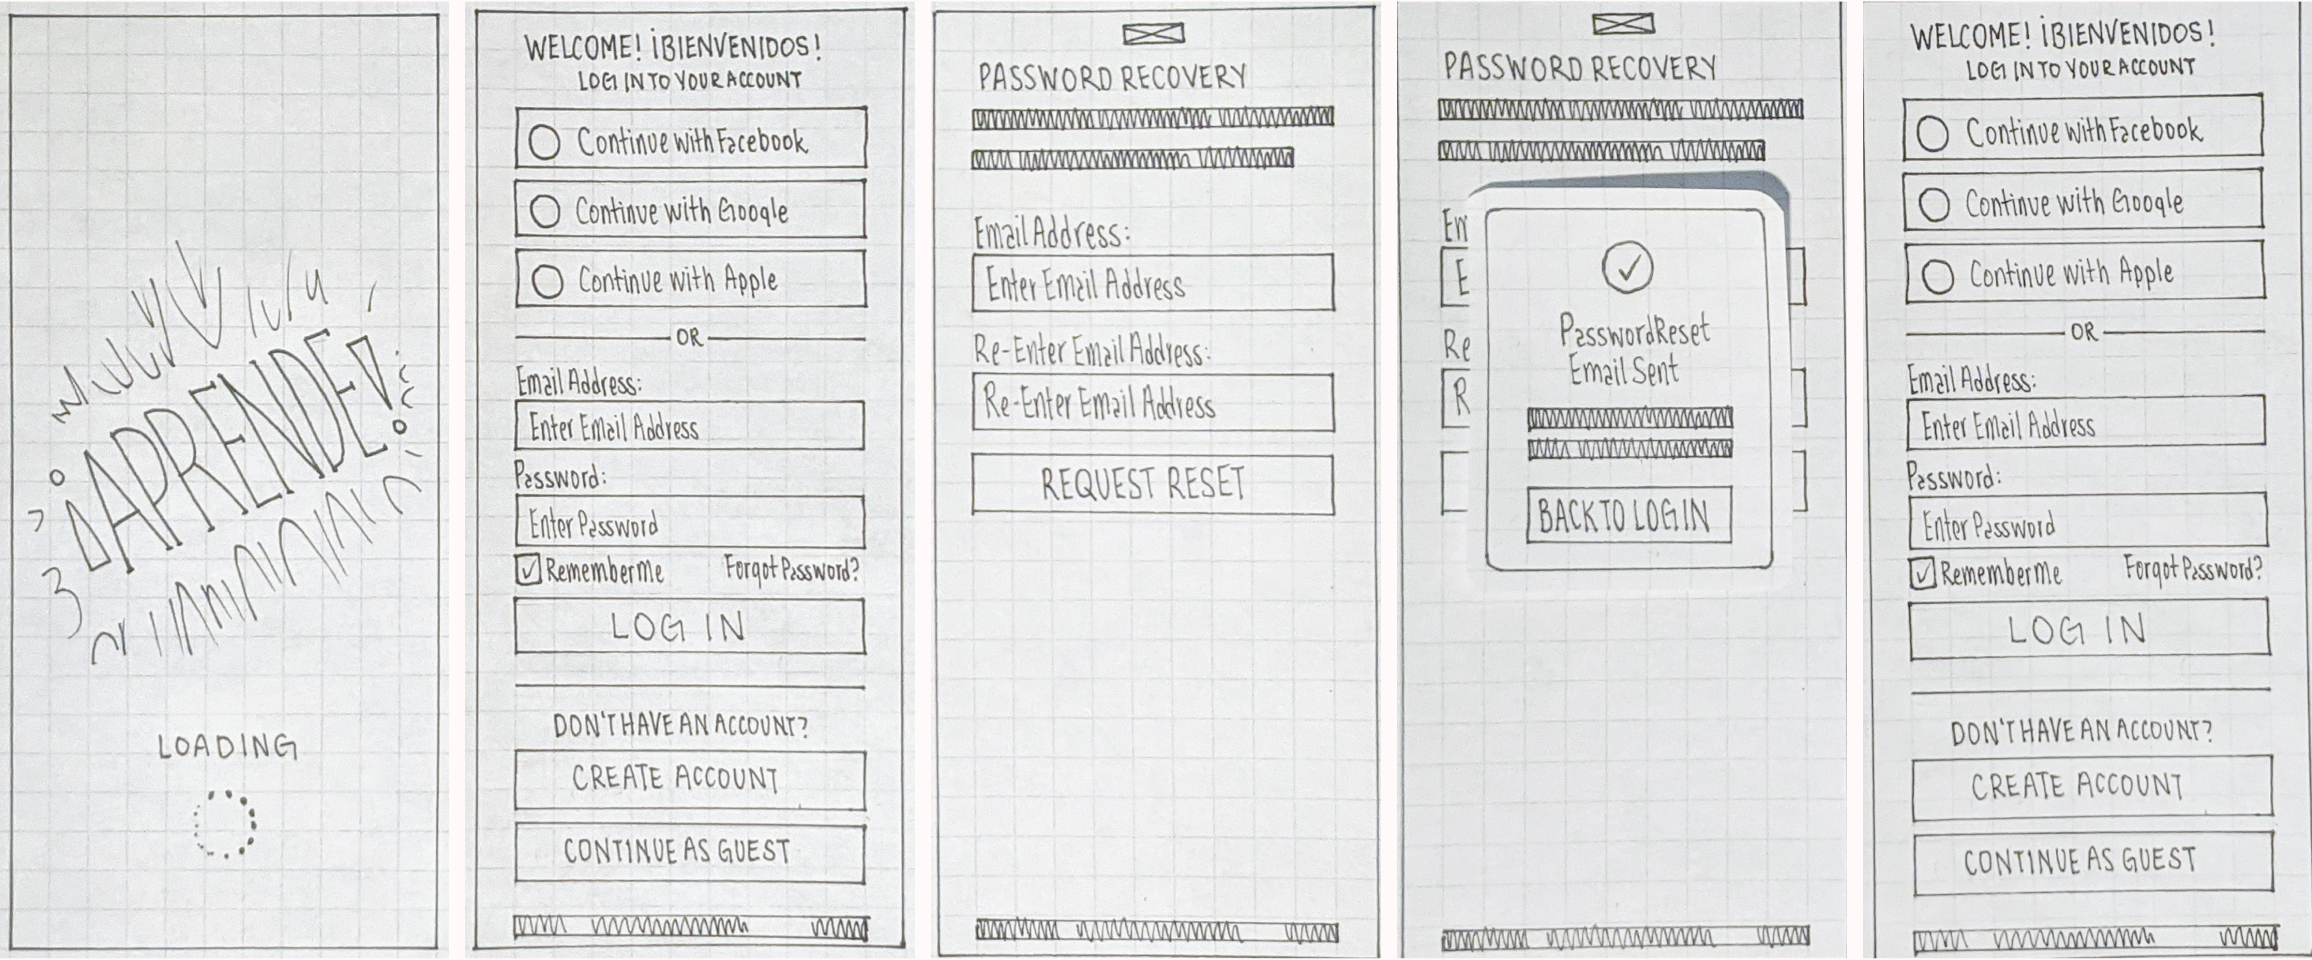 ¡APRENDE!
LOADING
WELCOME! ¡BIENVENIDOS!
LOG IN TO YOUR ACCOUNT
Continue with Facebook
Continue with Google
Continue with Apple
OR
Email Address:
Enter Email Address
Password:
Enter Password
Remember Me Forgot Password?
LOG IN
DON'T HAVE AN ACCOUNT?
CREATE ACCOUNT
CONTINUE AS GUEST
PASSWORD RECOVERY
Email Address:
Enter Email Address
Re-Enter Email Address:
Re-Enter Email Address
REQUEST RESET
PASSWORD RECOVERY
Em
E
Re
R
Password Reset
Email Sent
BACK TO LOG IN
WELCOME! ¡BIENVENIDOS!
LOG IN TO YOUR ACCOUNT
Continue with Facebook
Continue with Google
Continue with Apple
OR
Email Address:
Enter Email Address
Password:
Enter Password
Remember Me Forgot Password?
LOG IN
DON'T HAVE AN ACCOUNT?
CREATE ACCOUNT
CONTINUE AS GUEST